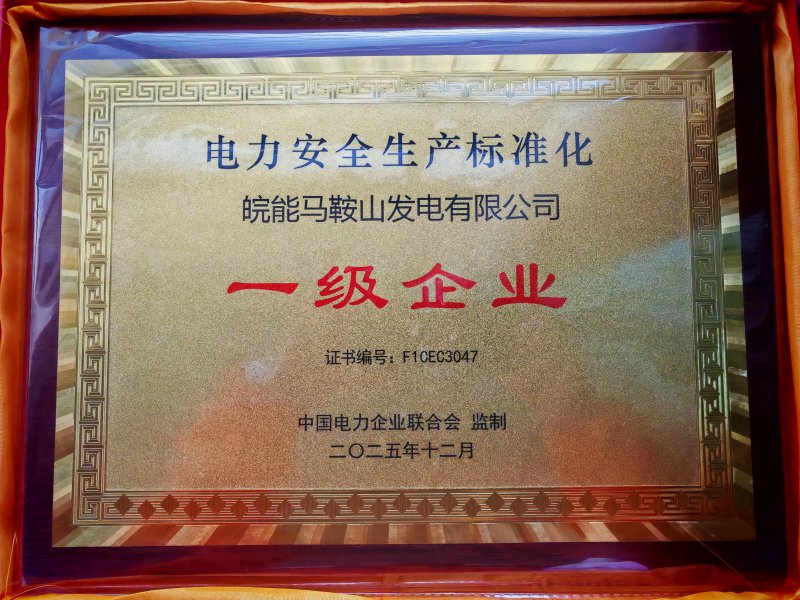 电力安全生产标准化
皖能马鞍山发电有限公司
一级企业
证书编号：F1CEC3047
中国电力企业联合会 监制
二〇二五年十二月